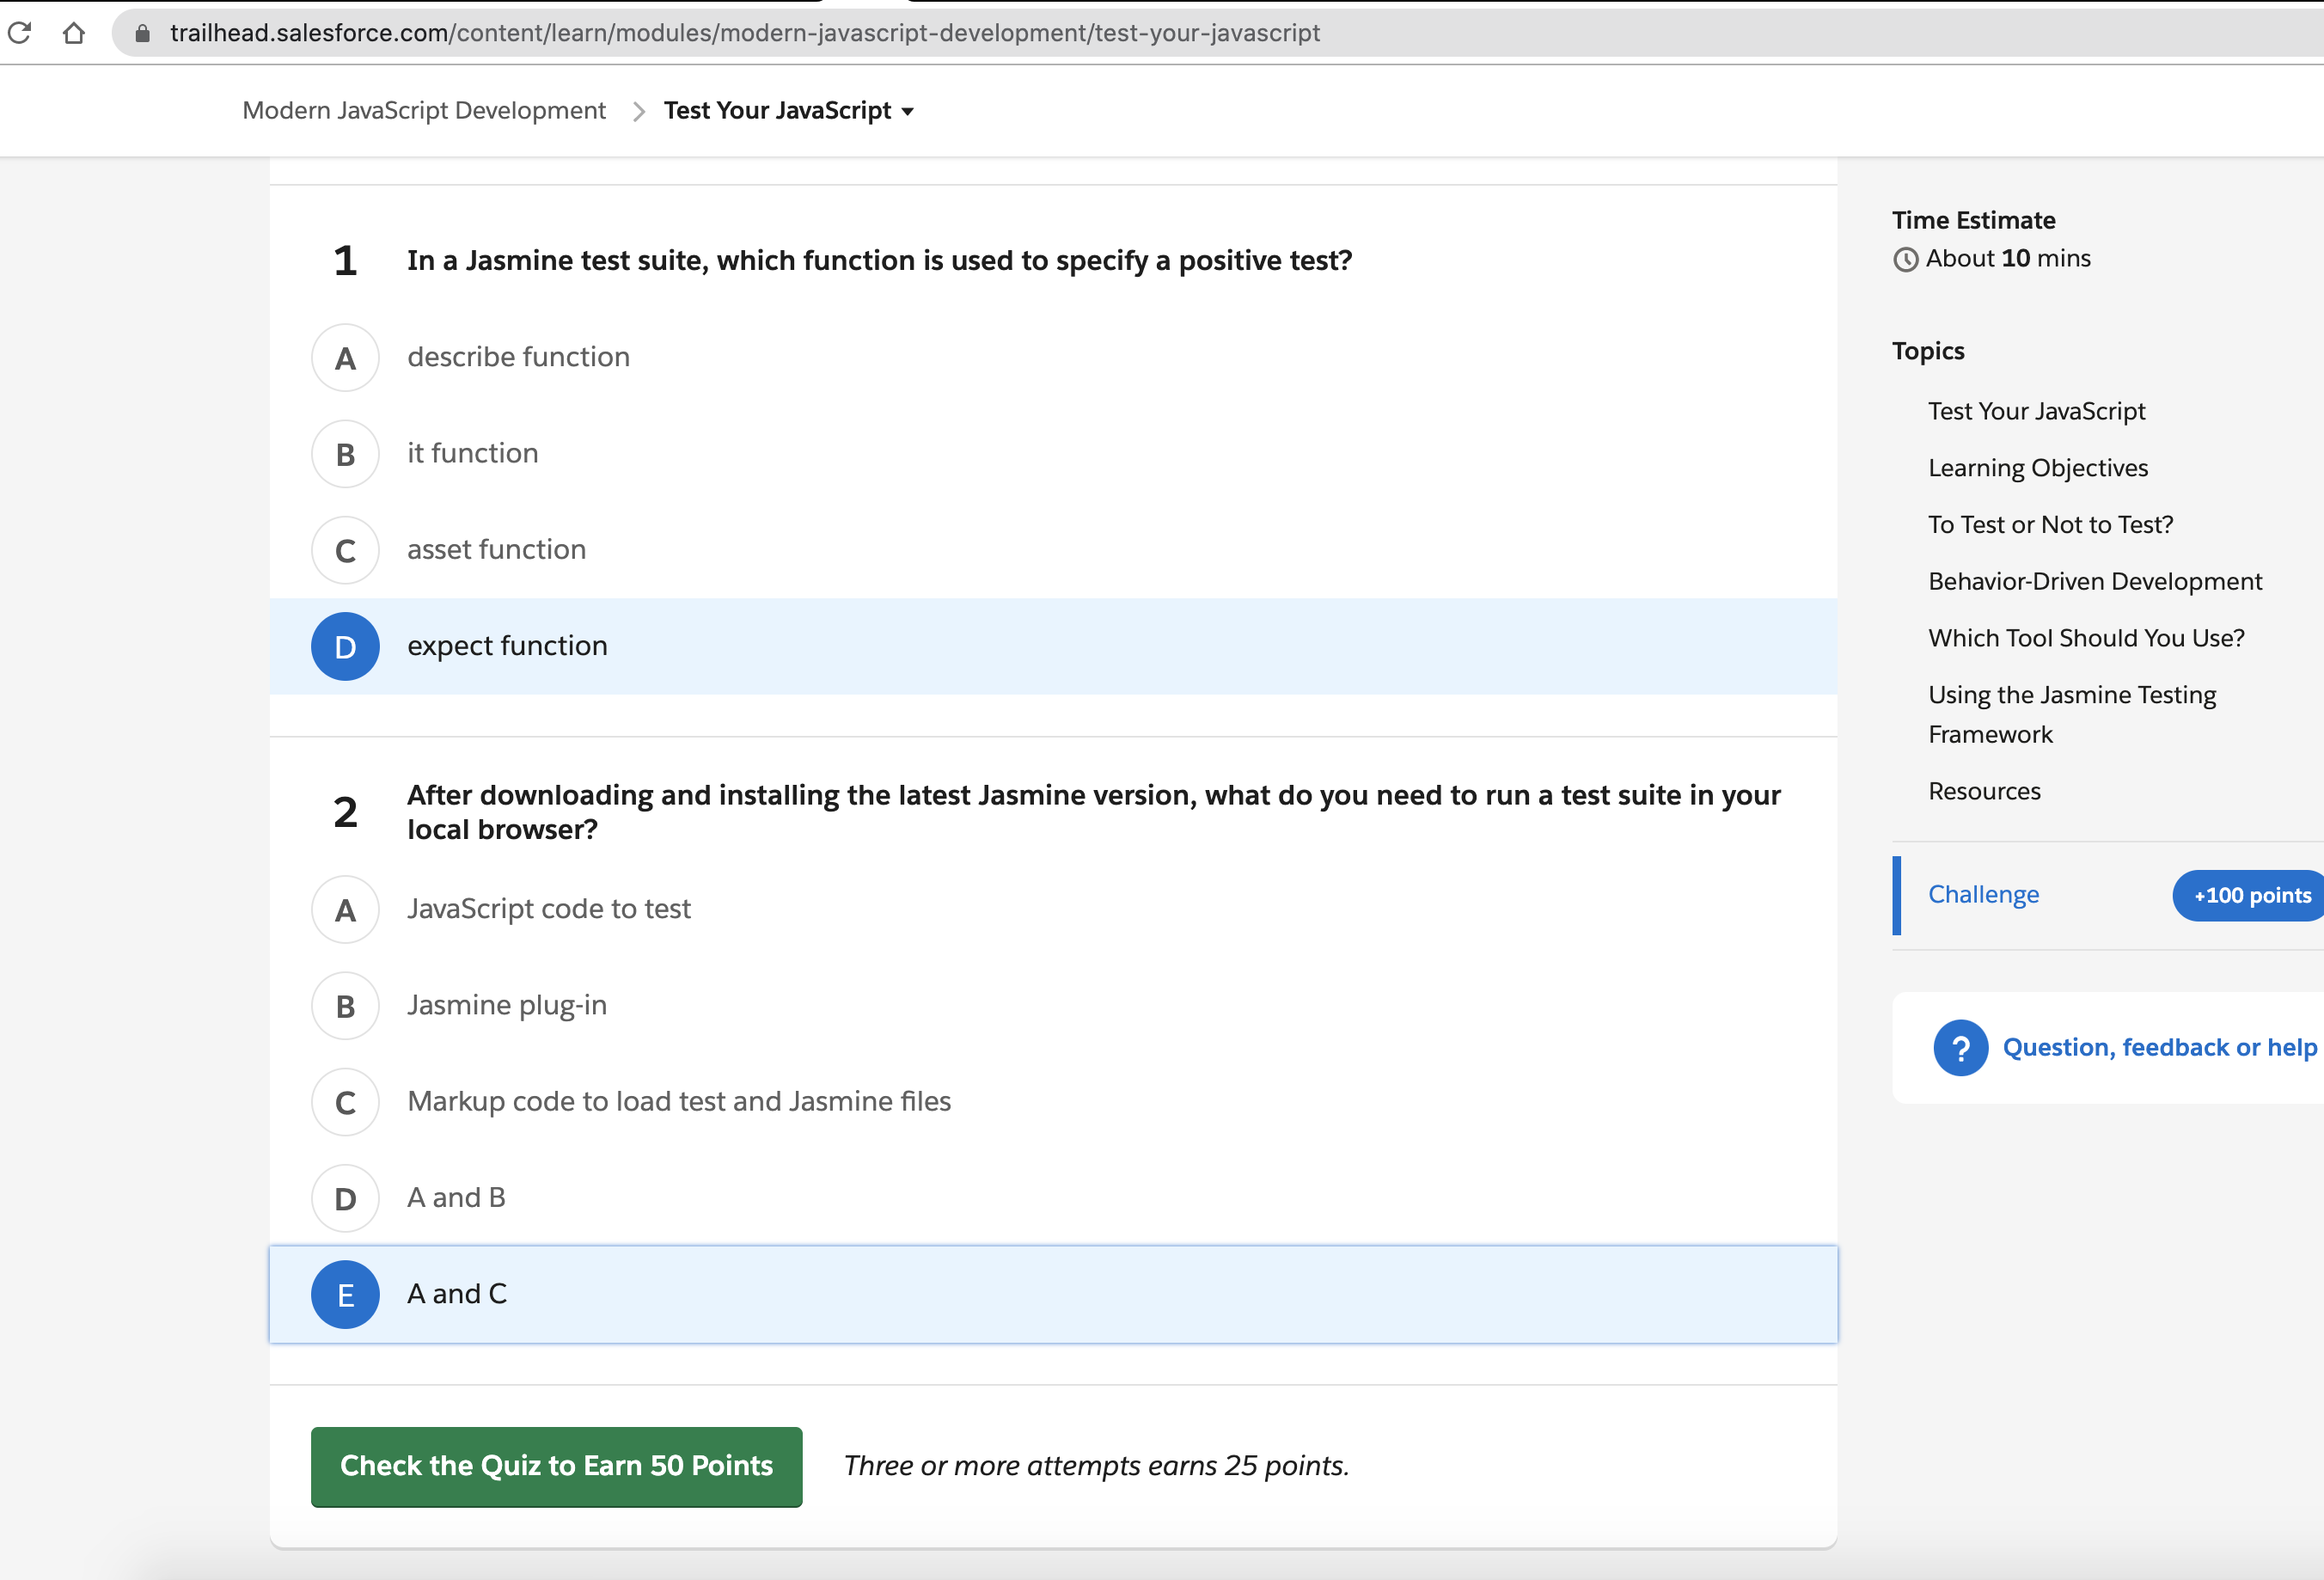 trailhead.salesforce.com/content/learn/modules/modern-javascript-development/test-your-javascript
Modern JavaScript Development > Test Your JavaScript
1 In a Jasmine test suite, which function is used to specify a positive test?
A describe function
B it function
C asset function
D expect function
2 After downloading and installing the latest Jasmine version, what do you need to run a test suite in your
local browser?
A JavaScript code to test
B Jasmine plug-in
C Markup code to load test and Jasmine files
D A and B
E A and C
Check the Quiz to Earn 50 Points
Three or more attempts earns 25 points.
Time Estimate
About 10 mins
Topics
Test Your JavaScript
Learning Objectives
To Test or Not to Test?
Behavior-Driven Development
Which Tool Should You Use?
Using the Jasmine Testing
Framework
Resources
Challenge
+100 points
? Question, feedback or help